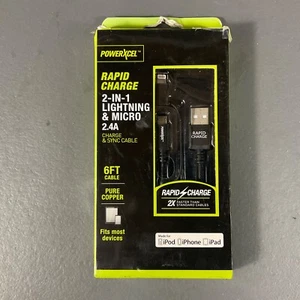 POWERXCEL™
RAPID
CHARGE
2-IN-1
LIGHTNING
& MICRO
2.4A
CHARGE
& SYNC CABLE
6FT
CABLE
PURE
COPPER
Fits most
devices
RAPID
CHARGE
RAPID CHARGE
2X FASTER THAN
STANDARD CABLES
Made for
iPod iPhone iPad